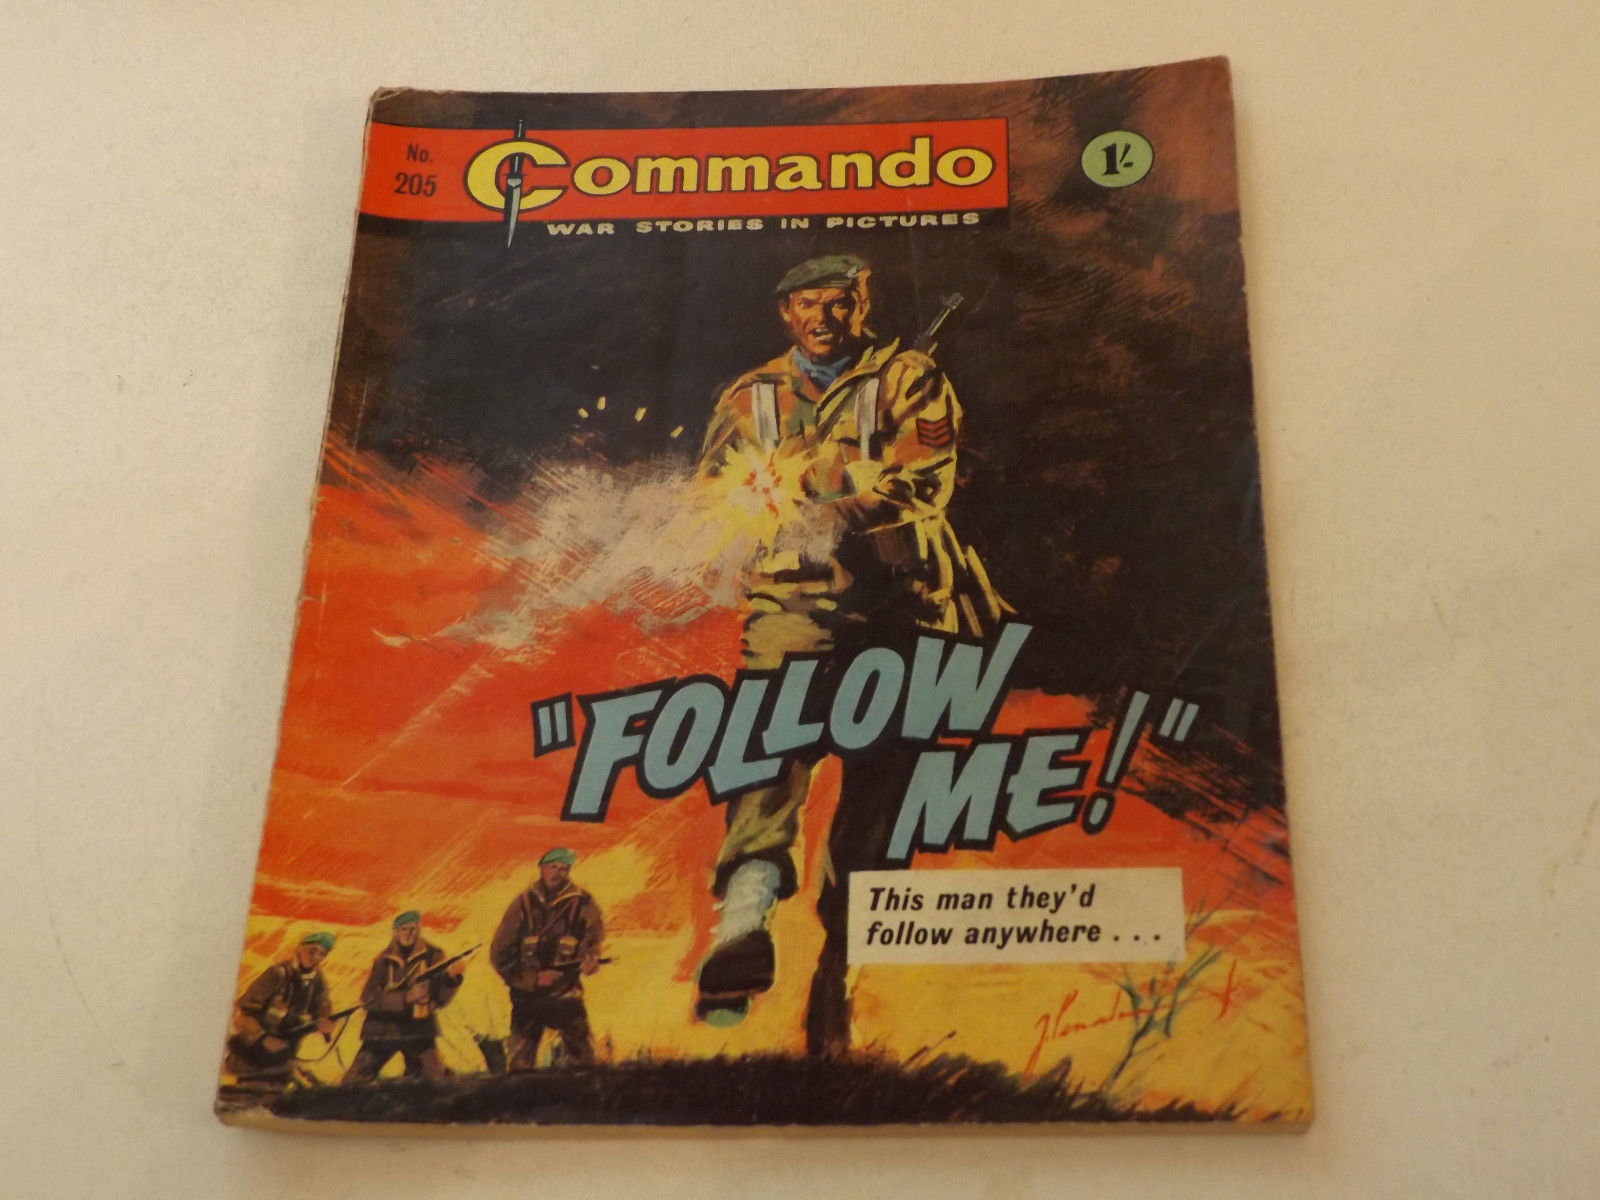 No.
205
Commando
1/-
WAR STORIES IN PICTURES
"FOLLOW
ME!"
This man they'd
follow anywhere...